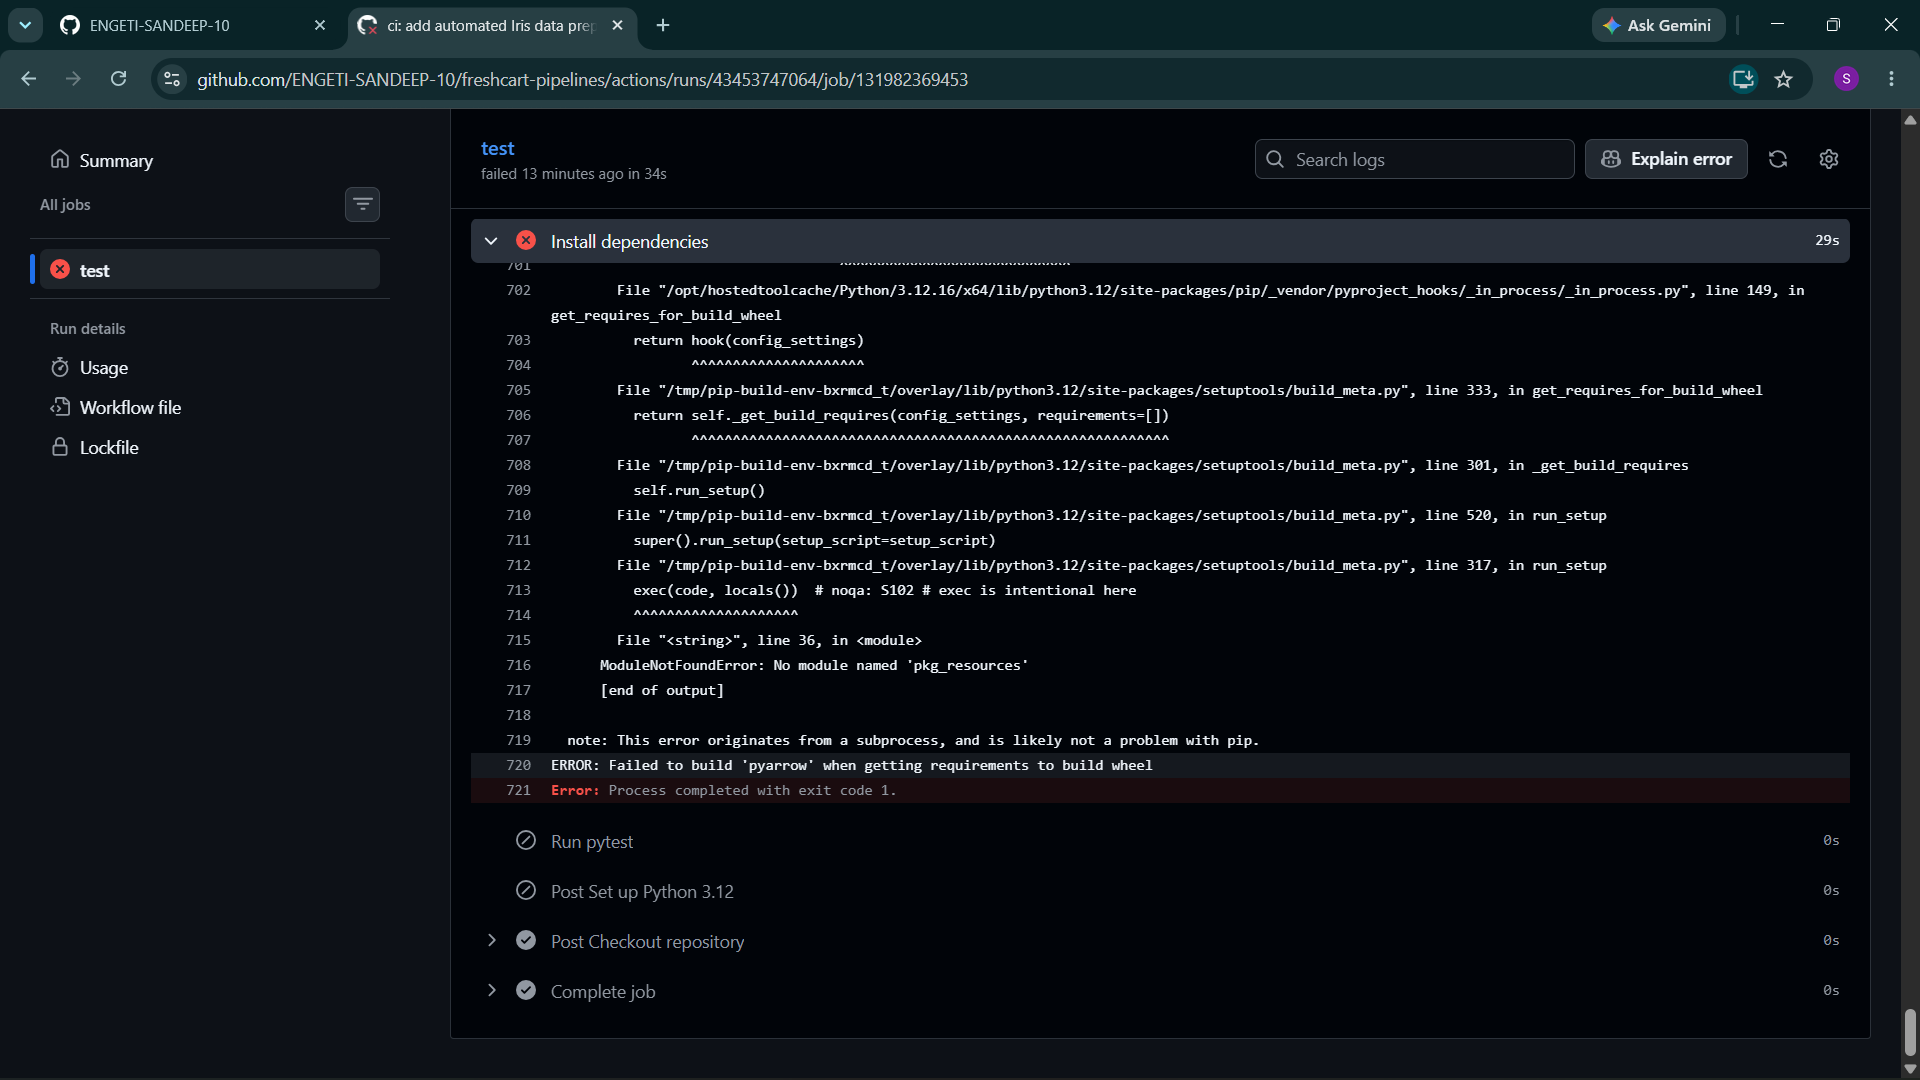 ENGETI-SANDEEP-10
ci: add automated Iris data prep
Ask Gemini
github.com/ENGETI-SANDEEP-10/freshcart-pipelines/actions/runs/43453747064/job/131982369453
S
Summary
All jobs
test
Run details
Usage
Workflow file
Lockfile
test
failed 13 minutes ago in 34s
Search logs
Explain error
Install dependencies
29s
701 ^^^^^^^^^^^^^^^^^^^^^^^^^^^^
702 File "/opt/hostedtoolcache/Python/3.12.16/x64/lib/python3.12/site-packages/pip/_vendor/pyproject_hooks/_in_process/_in_process.py", line 149, in
get_requires_for_build_wheel
703 return hook(config_settings)
704 ^^^^^^^^^^^^^^^^^^^^^
705 File "/tmp/pip-build-env-bxrmcd_t/overlay/lib/python3.12/site-packages/setuptools/build_meta.py", line 333, in get_requires_for_build_wheel
706 return self._get_build_requires(config_settings, requirements=[])
707 ^^^^^^^^^^^^^^^^^^^^^^^^^^^^^^^^^^^^^^^^^^^^^^^^^^^^^^^^^^
708 File "/tmp/pip-build-env-bxrmcd_t/overlay/lib/python3.12/site-packages/setuptools/build_meta.py", line 301, in _get_build_requires
709 self.run_setup()
710 File "/tmp/pip-build-env-bxrmcd_t/overlay/lib/python3.12/site-packages/setuptools/build_meta.py", line 520, in run_setup
711 super().run_setup(setup_script=setup_script)
712 File "/tmp/pip-build-env-bxrmcd_t/overlay/lib/python3.12/site-packages/setuptools/build_meta.py", line 317, in run_setup
713 exec(code, locals())  # noqa: S102 # exec is intentional here
714 ^^^^^^^^^^^^^^^^^^^^
715 File "<string>", line 36, in <module>
716 ModuleNotFoundError: No module named 'pkg_resources'
717 [end of output]
718
719 note: This error originates from a subprocess, and is likely not a problem with pip.
720 ERROR: Failed to build 'pyarrow' when getting requirements to build wheel
721 Error: Process completed with exit code 1.
Run pytest 0s
Post Set up Python 3.12 0s
Post Checkout repository 0s
Complete job 0s